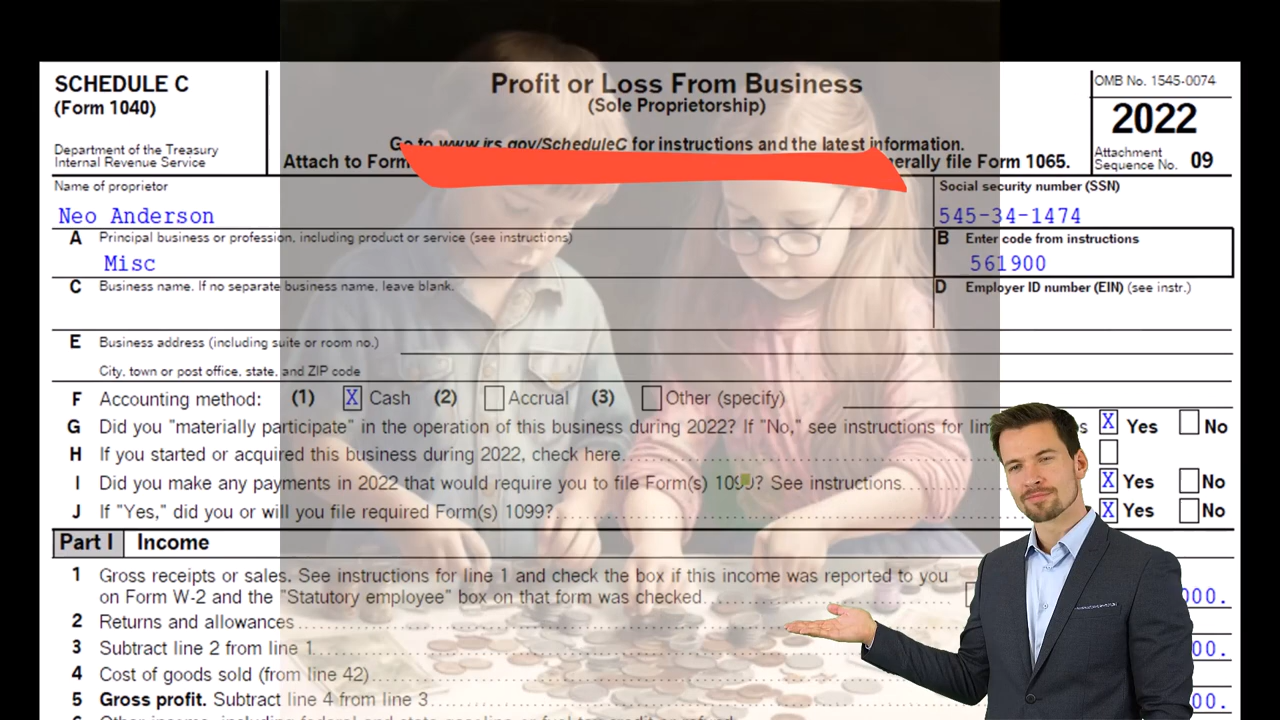 SCHEDULE C
(Form 1040)
Department of the Treasury
Internal Revenue Service
Profit or Loss From Business
(Sole Proprietorship)
Go to www.irs.gov/ScheduleC for instructions and the latest information.
Attach to Form erally file Form 1065.
OMB No. 1545-0074
2022
Attachment
Sequence No. 09
Name of proprietor
Neo Anderson
Social security number (SSN)
545-34-1474
A Principal business or profession, including product or service (see instructions)
Misc
B Enter code from instructions
561900
C Business name. If no separate business name, leave blank.
D Employer ID number (EIN) (see instr.)
E Business address (including suite or room no.)
City, town or post office, state, and ZIP code
F Accounting method: (1) X Cash (2) Accrual (3) Other (specify)
G Did you "materially participate" in the operation of this business during 2022? If "No," see instructions for X Yes No
H If you started or acquired this business during 2022, check here
I Did you make any payments in 2022 that would require you to file Form(s) 1099? See instructions X Yes No
J If "Yes," did you or will you file required Form(s) 1099? X Yes No
Part I Income
1 Gross receipts or sales. See instructions for line 1 and check the box if this income was reported to you
on Form W-2 and the "Statutory employee" box on that form was checked 000.
2 Returns and allowances
3 Subtract line 2 from line 1 00.
4 Cost of goods sold (from line 42)
5 Gross profit. Subtract line 4 from line 3 00.